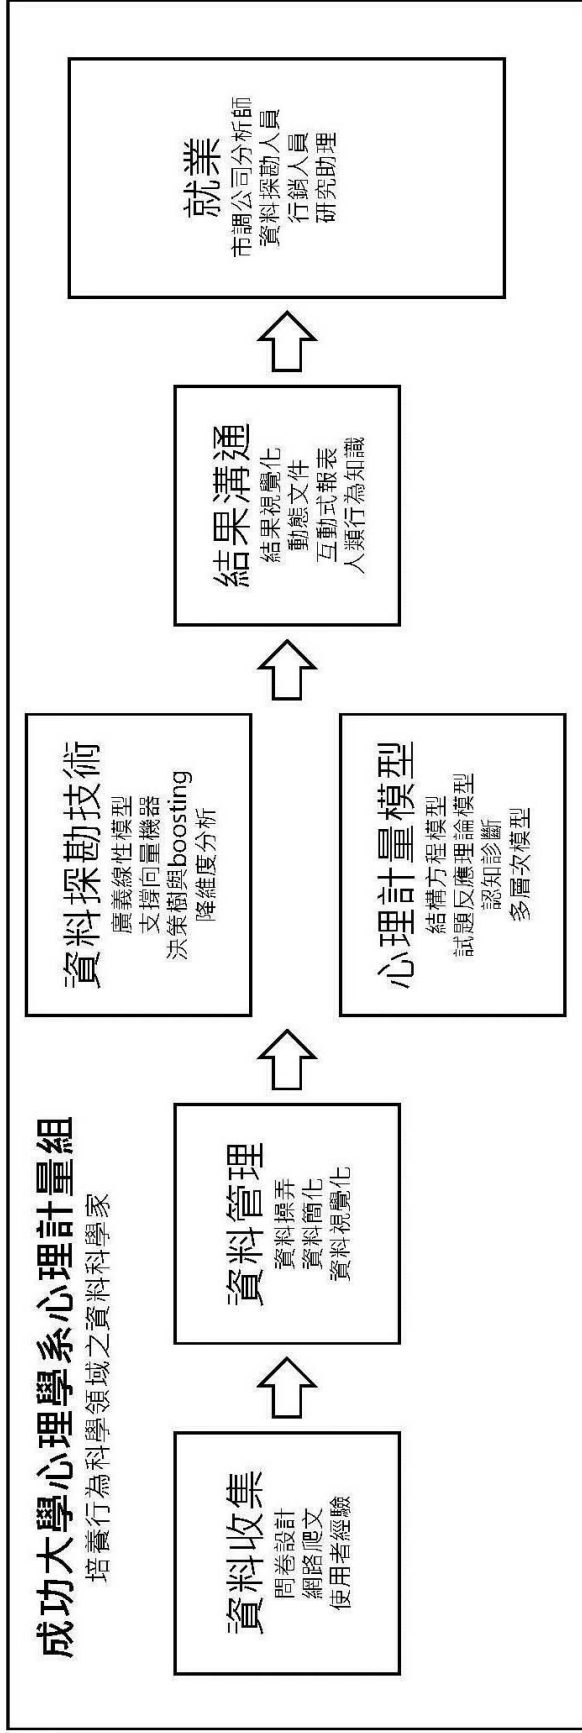 成功大學心理學系心理計量組
培養行為科學領域之資料科學家
資料收集
問卷設計
網路爬文
使用者經驗
資料管理
資料操弄
資料簡化
資料視覺化
資料探勘技術
廣義線性模型
支撐向量機器
決策樹與boosting
降維度分析
心理計量模型
結構方程模型
試題反應理論模型
認知診斷
多層次模型
結果溝通
結果視覺化
動態文件
互動式報表
人類行為知識
就業
市調公司分析師
資料探勘人員
行銷人員
研究助理